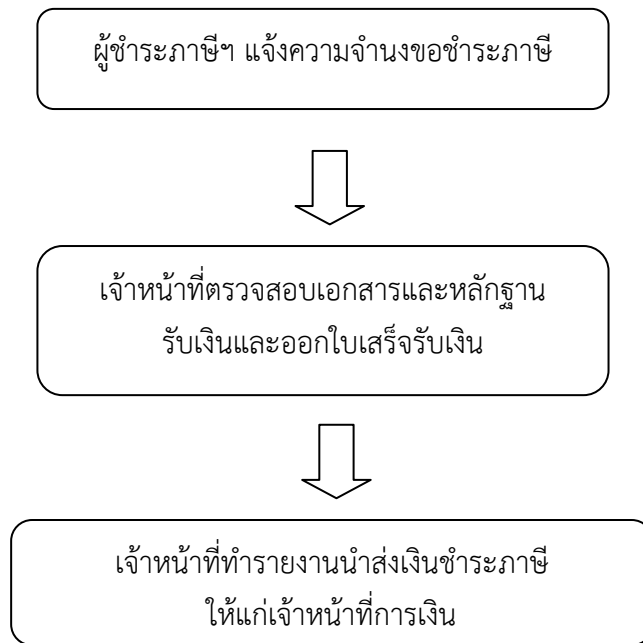 ผู้ชำระภาษีฯ แจ้งความจำนงขอชำระภาษี
เจ้าหน้าที่ตรวจสอบเอกสารและหลักฐาน
รับเงินและออกใบเสร็จรับเงิน
เจ้าหน้าที่ทำรายงานนำส่งเงินชำระภาษี
ให้แก่เจ้าหน้าที่การเงิน